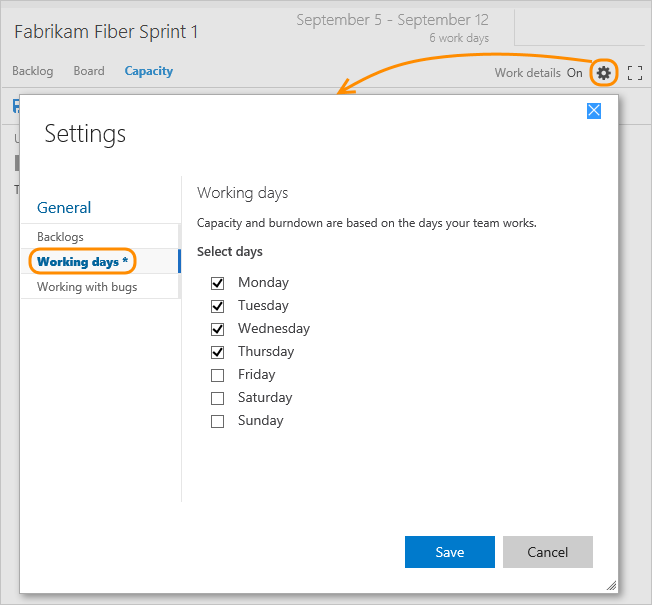 Fabrikam Fiber Sprint 1
September 5 - September 12
6 work days
Backlog Board Capacity
Work details On
Settings
General
Backlogs
Working days *
Working with bugs
Working days
Capacity and burndown are based on the days your team works.
Select days
Monday
Tuesday
Wednesday
Thursday
Friday
Saturday
Sunday
Save Cancel